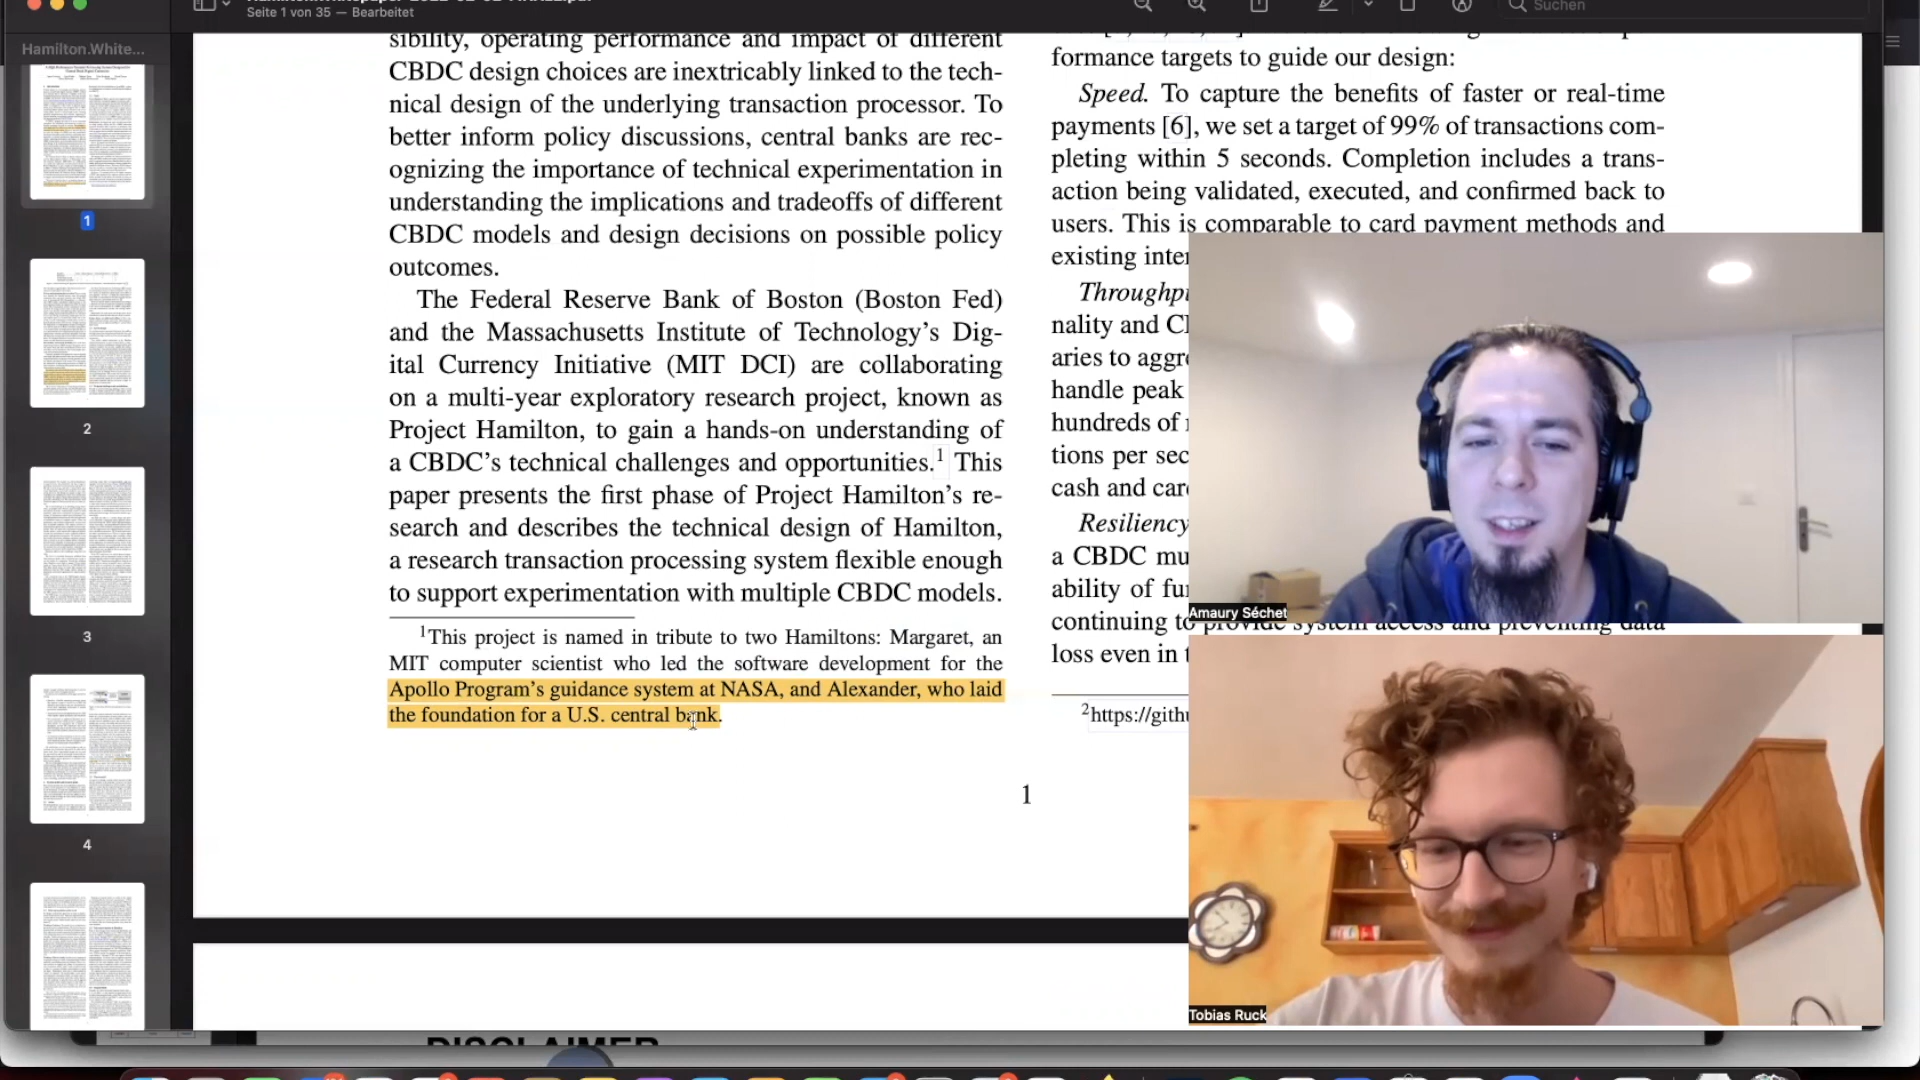 Seite 1 von 35 — Bearbeitet
Suchen
Hamilton.White...
1
2
3
4
sibility, operating performance and impact of different
CBDC design choices are inextricably linked to the tech-
nical design of the underlying transaction processor. To
better inform policy discussions, central banks are rec-
ognizing the importance of technical experimentation in
understanding the implications and tradeoffs of different
CBDC models and design decisions on possible policy
outcomes.
The Federal Reserve Bank of Boston (Boston Fed)
and the Massachusetts Institute of Technology's Dig-
ital Currency Initiative (MIT DCI) are collaborating
on a multi-year exploratory research project, known as
Project Hamilton, to gain a hands-on understanding of
a CBDC's technical challenges and opportunities.1 This
paper presents the first phase of Project Hamilton's re-
search and describes the technical design of Hamilton,
a research transaction processing system flexible enough
to support experimentation with multiple CBDC models.
1This project is named in tribute to two Hamiltons: Margaret, an
MIT computer scientist who led the software development for the
Apollo Program's guidance system at NASA, and Alexander, who laid
the foundation for a U.S. central bank.
formance targets to guide our design:
Speed. To capture the benefits of faster or real-time
payments [6], we set a target of 99% of transactions com-
pleting within 5 seconds. Completion includes a trans-
action being validated, executed, and confirmed back to
users. This is comparable to card payment methods and
existing inter
Throughpu
nality and CI
aries to aggre
handle peak
hundreds of
tions per sec
cash and car
Resiliency
a CBDC mu
ability of fu
continuing to provide system access and preventing data
loss even in t
2https://githu
1
Amaury Séchet
Tobias Ruck
DISCLAIMER